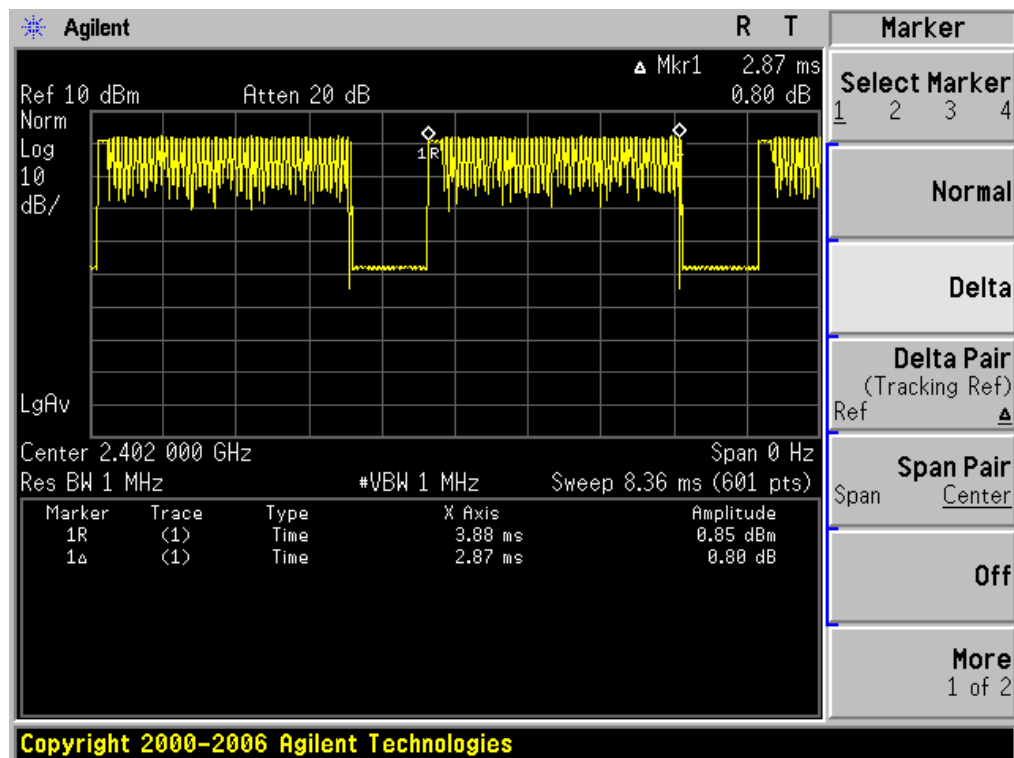 Agilent
R T
Marker
▵ Mkr1 2.87 ms
Ref 10 dBm Atten 20 dB 0.80 dB
Norm
Log
10
dB/
1R
1
LgAv
Center 2.402 000 GHz Span 0 Hz
Res BW 1 MHz #VBW 1 MHz Sweep 8.36 ms (601 pts)
Marker Trace Type X Axis Amplitude
1R (1) Time 3.88 ms 0.85 dBm
1▵ (1) Time 2.87 ms 0.80 dB
Select Marker
1 2 3 4
Normal
Delta
Delta Pair
(Tracking Ref)
Ref ▵
Span Pair
Span Center
Off
More
1 of 2
Copyright 2000-2006 Agilent Technologies